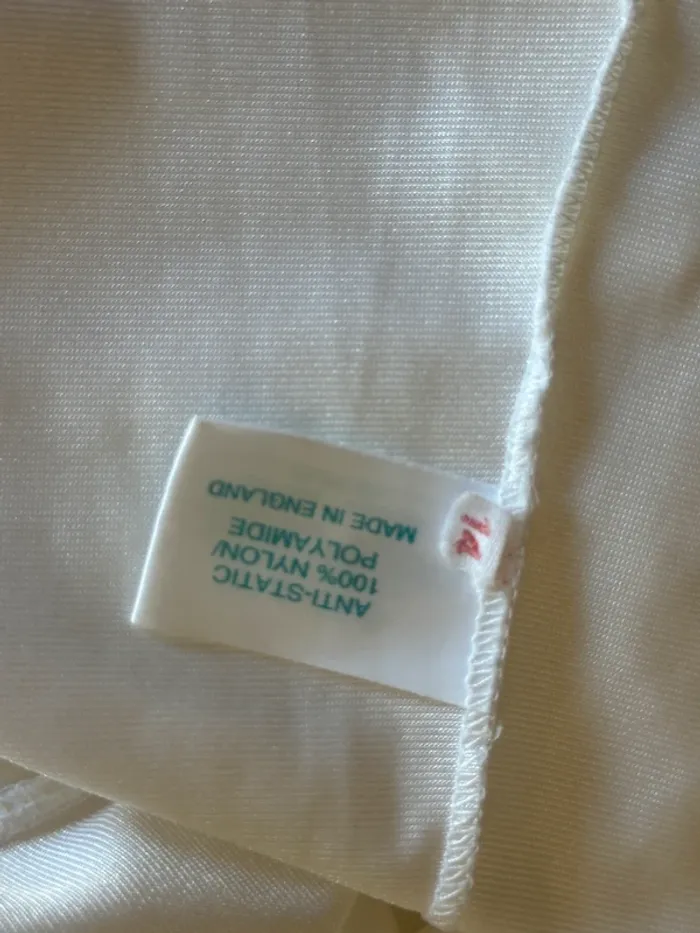 ANTI-STATIC
100% NYLON/
POLYAMIDE
MADE IN ENGLAND
14